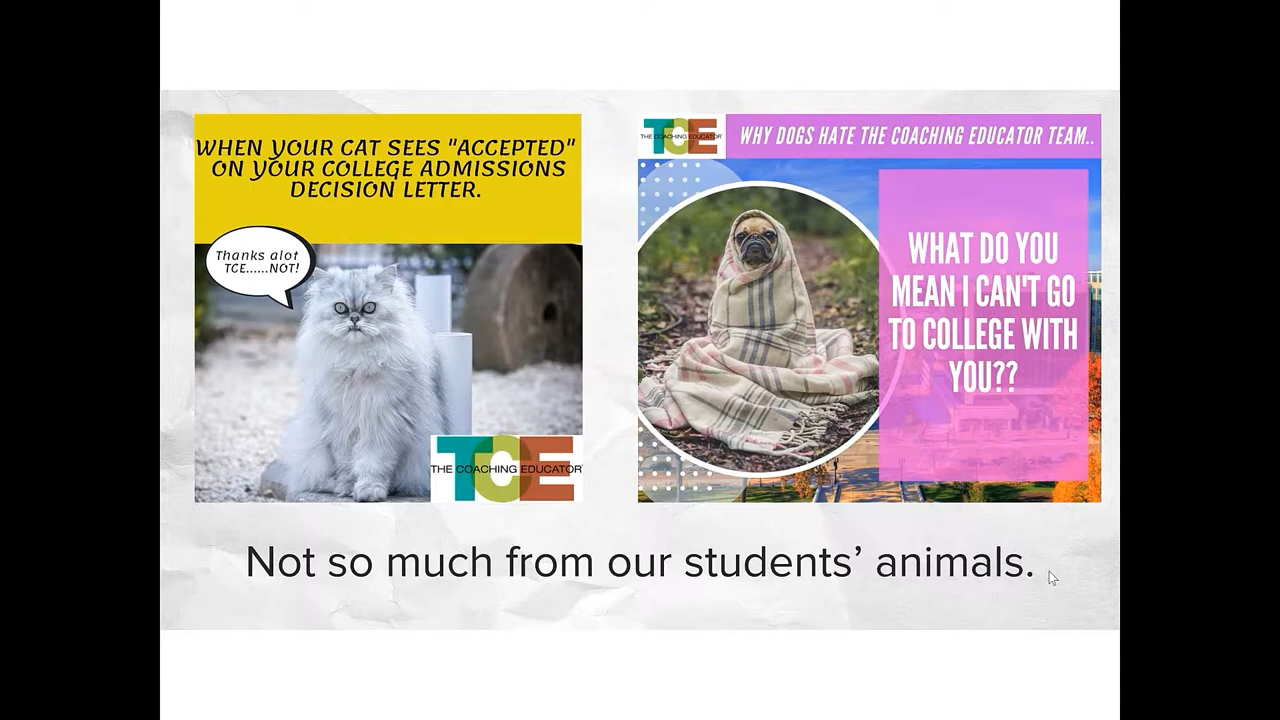 WHEN YOUR CAT SEES "ACCEPTED"
ON YOUR COLLEGE ADMISSIONS
DECISION LETTER.
Thanks alot
TCE......NOT!
TCE
THE COACHING EDUCATOR
TCE
THE COACHING EDUCATOR
WHY DOGS HATE THE COACHING EDUCATOR TEAM..
WHAT DO YOU
MEAN I CAN'T GO
TO COLLEGE WITH
YOU??
Not so much from our students’ animals.